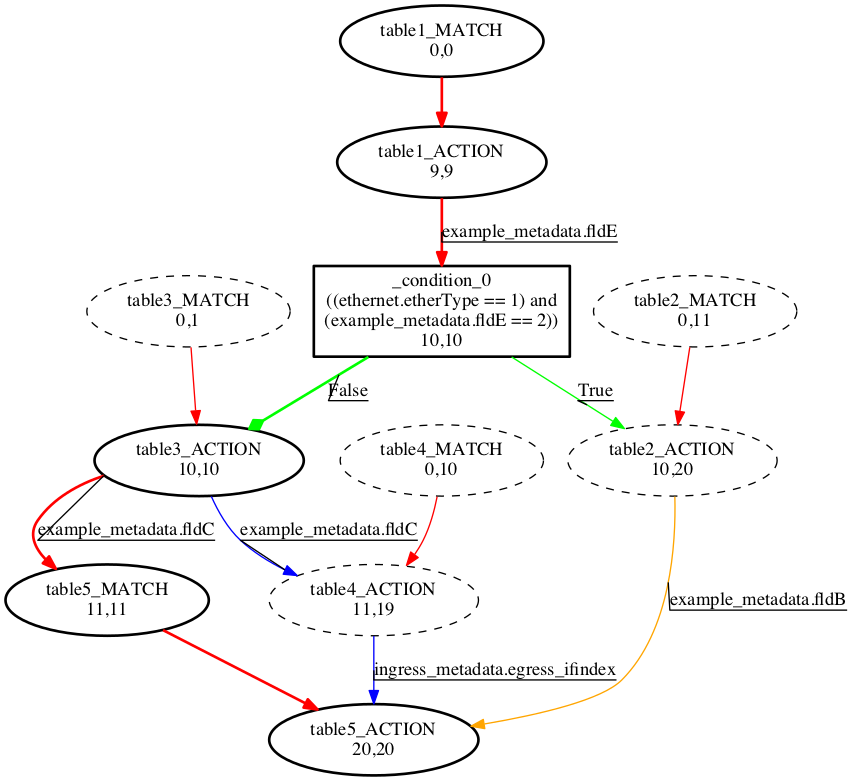 table1_MATCH
0,0
table1_ACTION
9,9
example_metadata.fldE
_condition_0
((ethernet.etherType == 1) and
(example_metadata.fldE == 2))
10,10
table3_MATCH
0,1
table2_MATCH
0,11
False
True
table3_ACTION
10,10
table4_MATCH
0,10
table2_ACTION
10,20
example_metadata.fldC
example_metadata.fldC
table5_MATCH
11,11
table4_ACTION
11,19
example_metadata.fldB
ingress_metadata.egress_ifindex
table5_ACTION
20,20